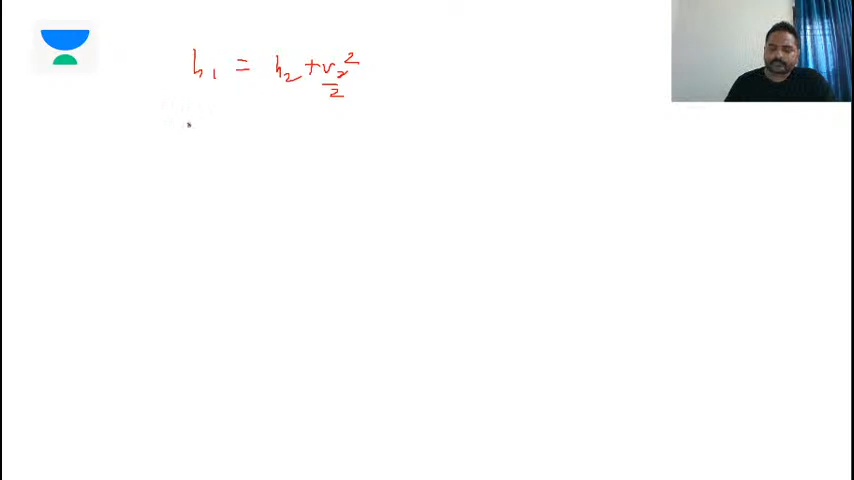 h₁ = h₂ + v₂²/2